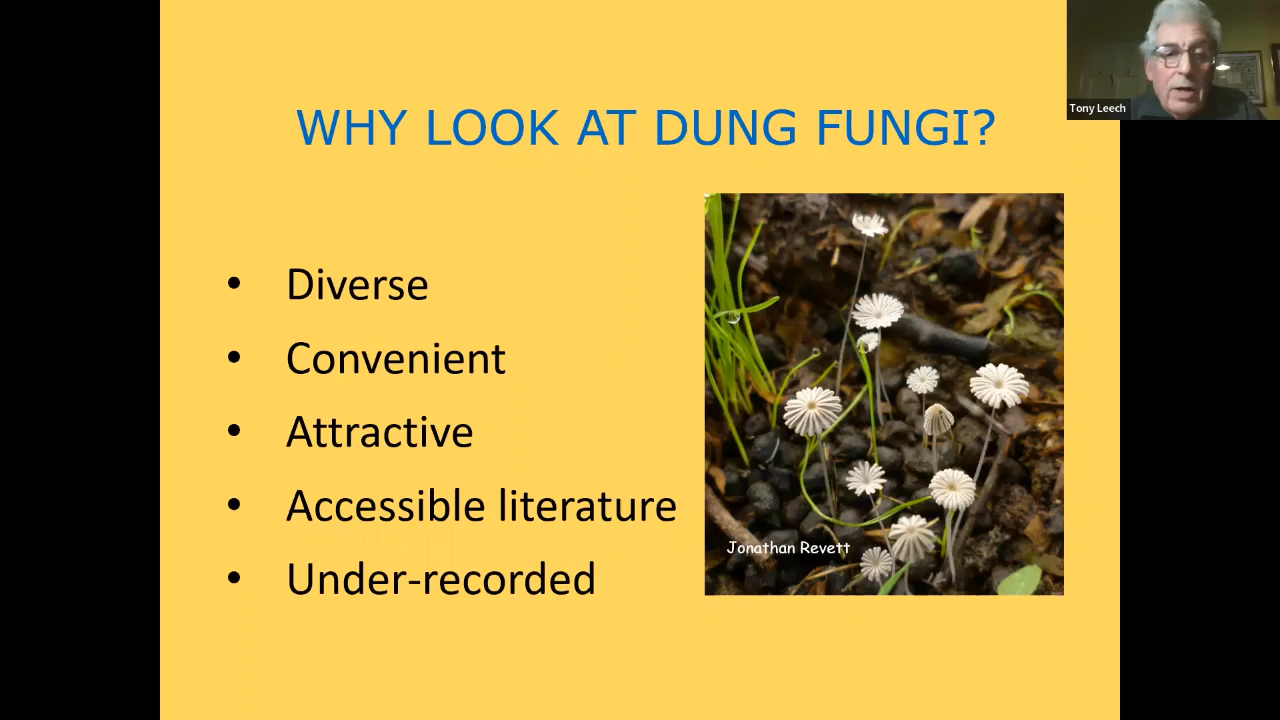 WHY LOOK AT DUNG FUNGI?
Tony Leech
• Diverse
• Convenient
• Attractive
• Accessible literature
• Under-recorded
Jonathan Revett